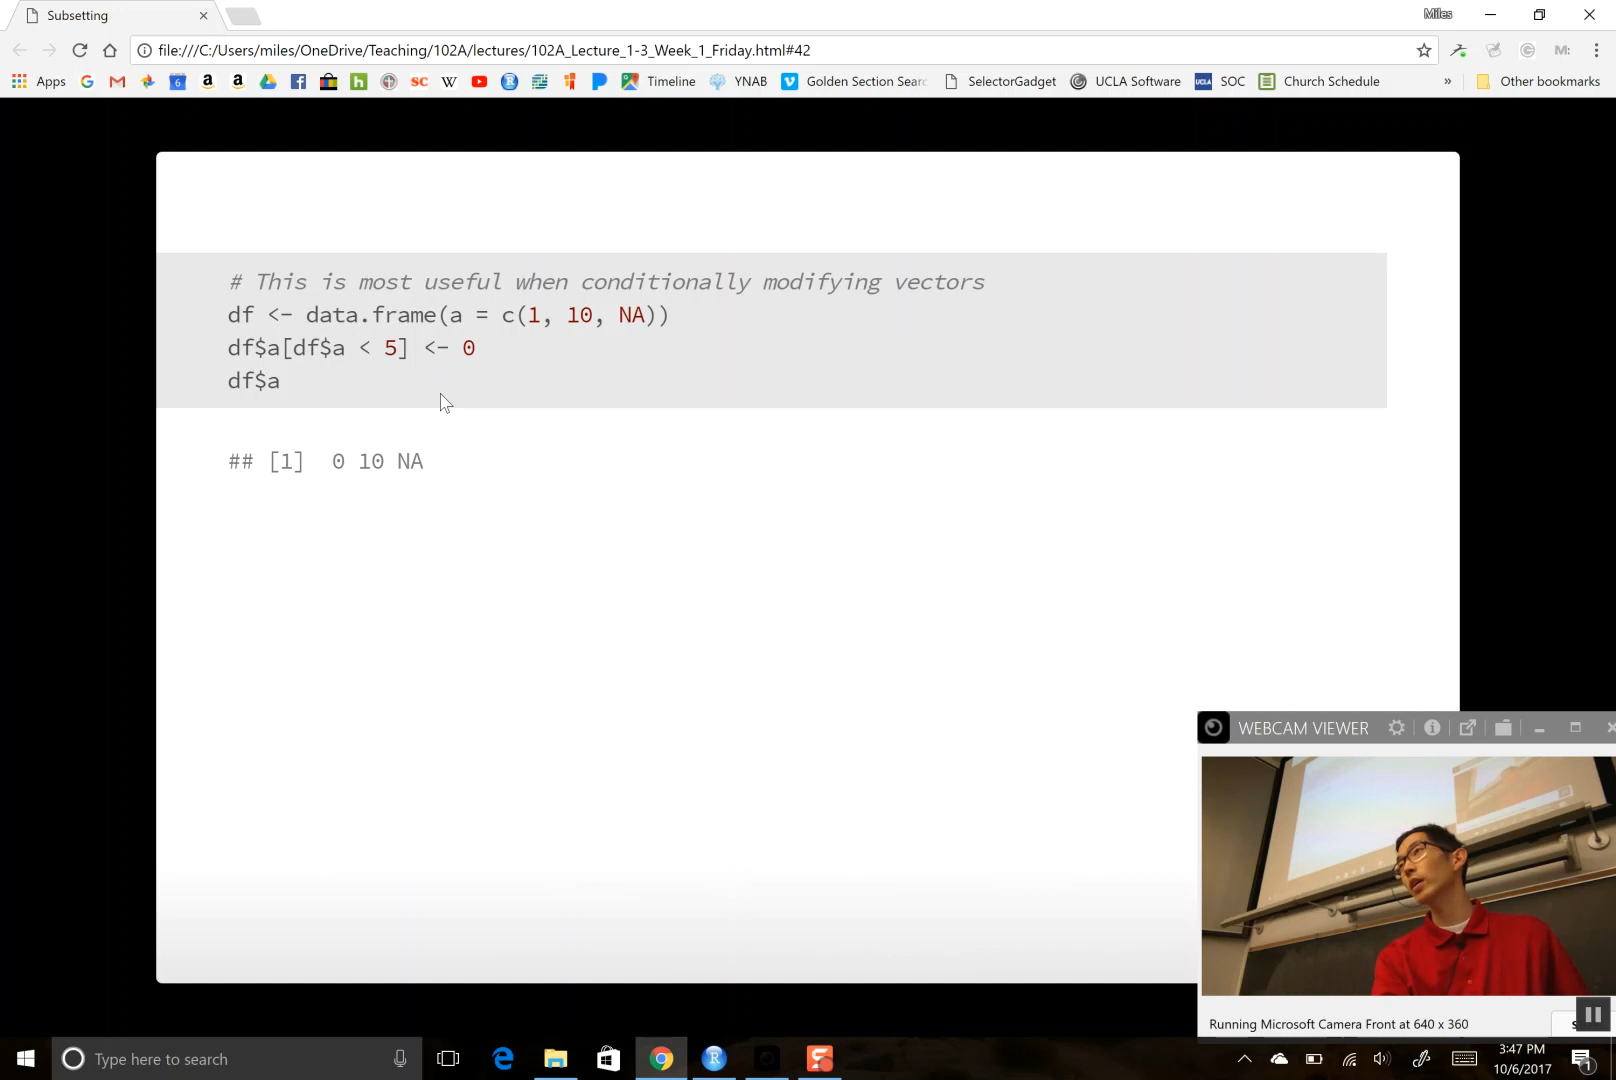 Subsetting
Miles
file:///C:/Users/miles/OneDrive/Teaching/102A/lectures/102A_Lecture_1-3_Week_1_Friday.html#42
Apps Timeline YNAB Golden Section Searc SelectorGadget UCLA Software SOC Church Schedule » Other bookmarks
# This is most useful when conditionally modifying vectors
df <- data.frame(a = c(1, 10, NA))
df$a[df$a < 5] <- 0
df$a
## [1]  0 10 NA
WEBCAM VIEWER
Running Microsoft Camera Front at 640 x 360
Type here to search
3:47 PM
10/6/2017